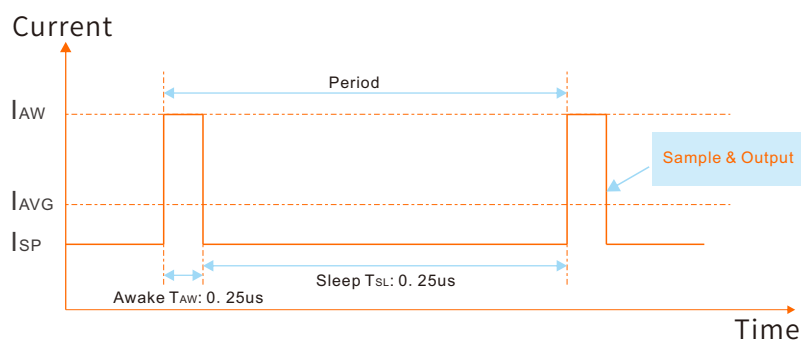 Current
Period
IAW
Sample & Output
IAVG
ISP
Sleep TSL: 0. 25us
Awake TAW: 0. 25us
Time